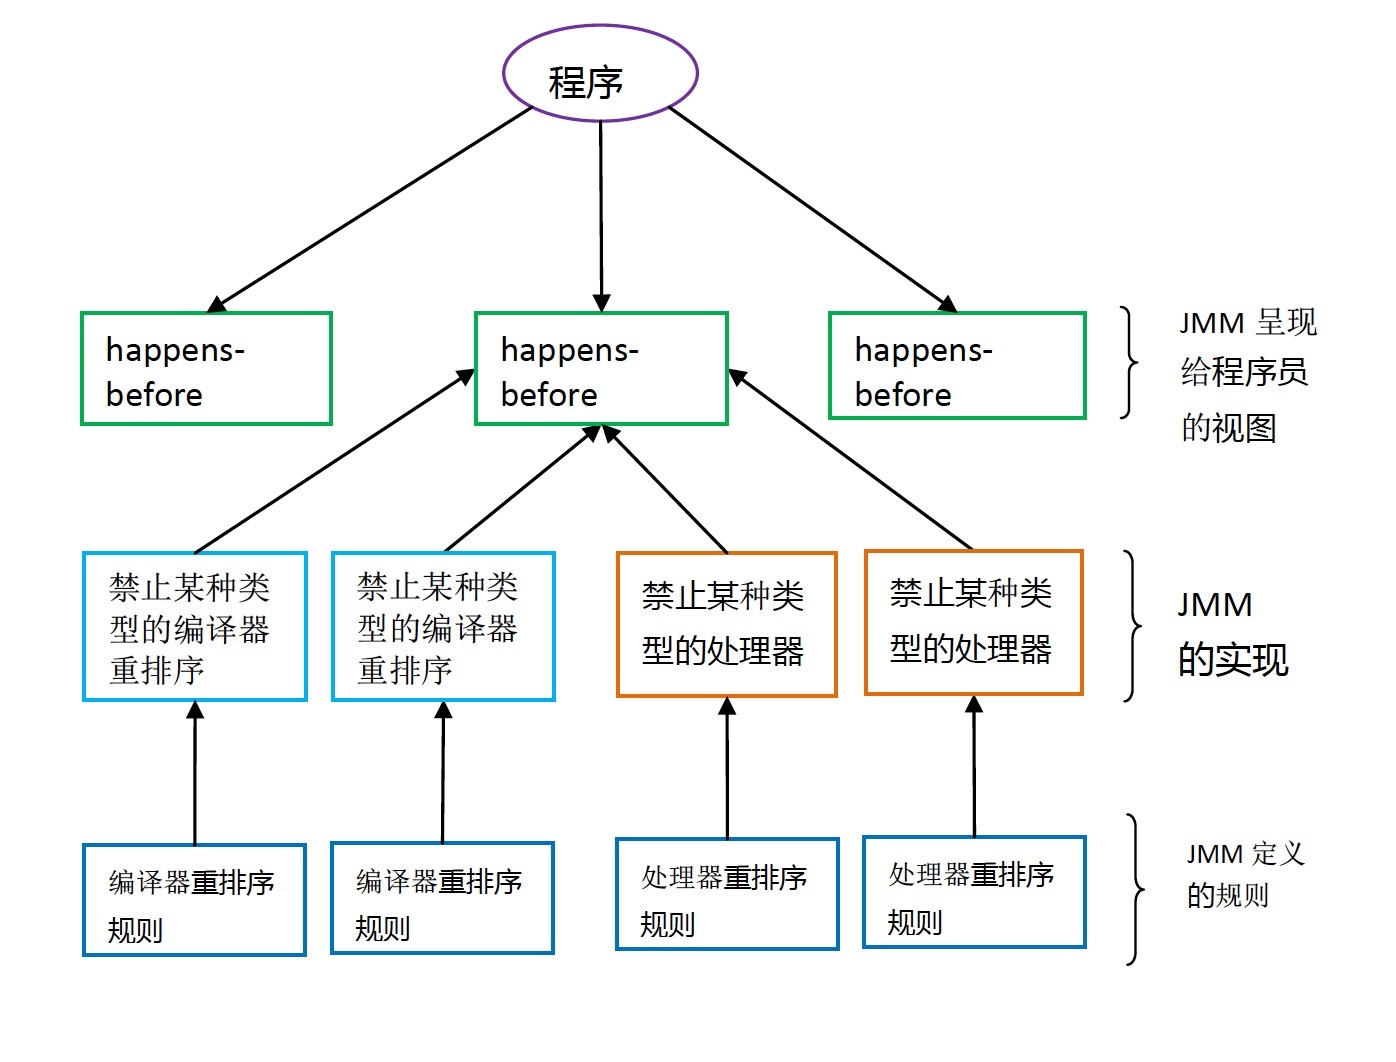 程序
happens-
before
happens-
before
happens-
before
JMM 呈现
给程序员
的视图
禁止某种类
型的编译器
重排序
禁止某种类
型的编译器
重排序
禁止某种类
型的处理器
禁止某种类
型的处理器
JMM
的实现
编译器重排序
规则
编译器重排序
规则
处理器重排序
规则
处理器重排序
规则
JMM 定义
的规则